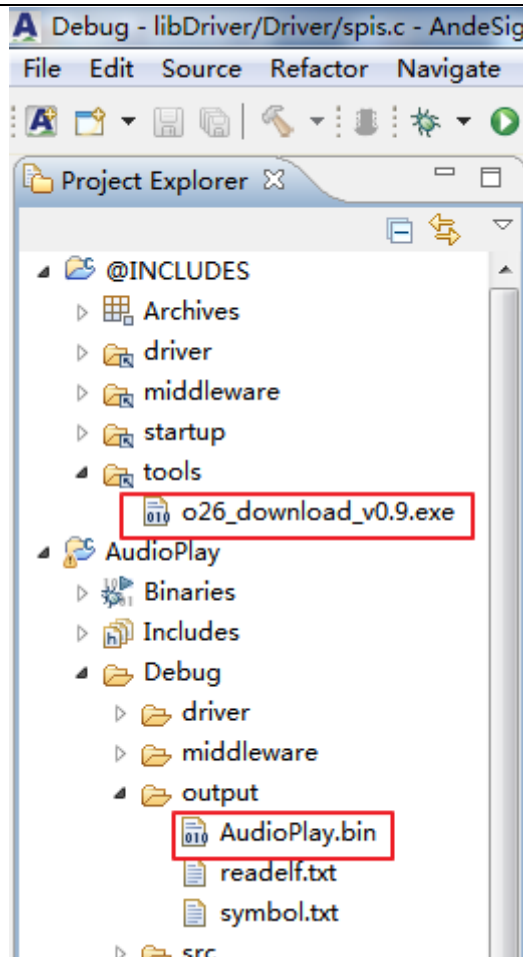 Debug - libDriver/Driver/spis.c - AndeSig
File Edit Source Refactor Navigate
Project Explorer
@INCLUDES
Archives
driver
middleware
startup
tools
o26_download_v0.9.exe
AudioPlay
Binaries
Includes
Debug
driver
middleware
output
AudioPlay.bin
readelf.txt
symbol.txt
src